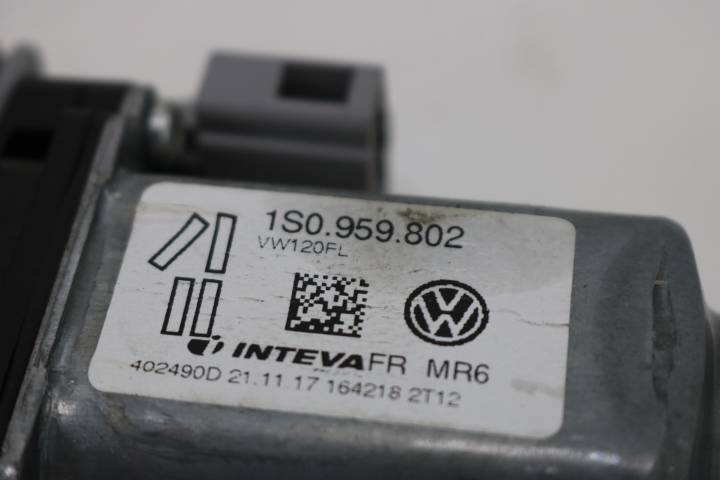 1S0.959.802
VW120FL
INTEVA FR MR6
402490D 21.11.17 164218 2T12